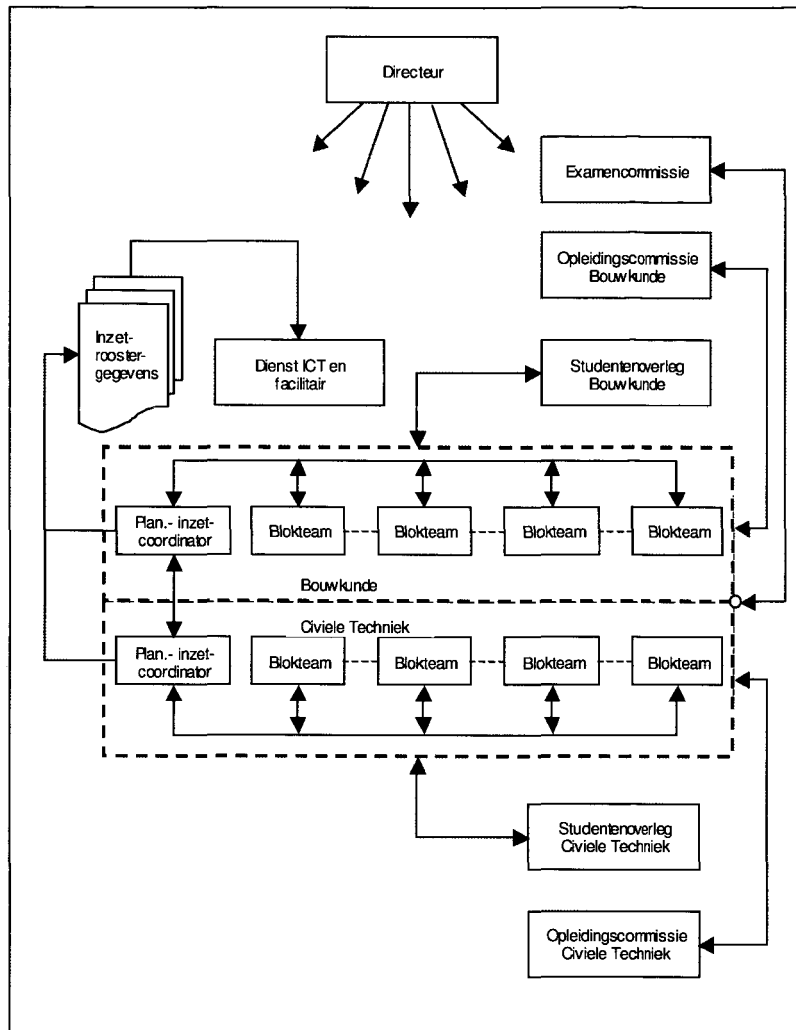 Directeur
Examencommissie
Opleidingscommissie
Bouwkunde
Inzet-
rooster-
gegevens
Dienst ICT en
facilitair
Studentenoverleg
Bouwkunde
Plan.- inzet-
coordinator
Blokteam
Blokteam
Blokteam
Blokteam
Bouwkunde
Civiele Techniek
Plan.- inzet-
coordinator
Blokteam
Blokteam
Blokteam
Blokteam
Studentenoverleg
Civiele Techniek
Opleidingscommissie
Civiele Techniek